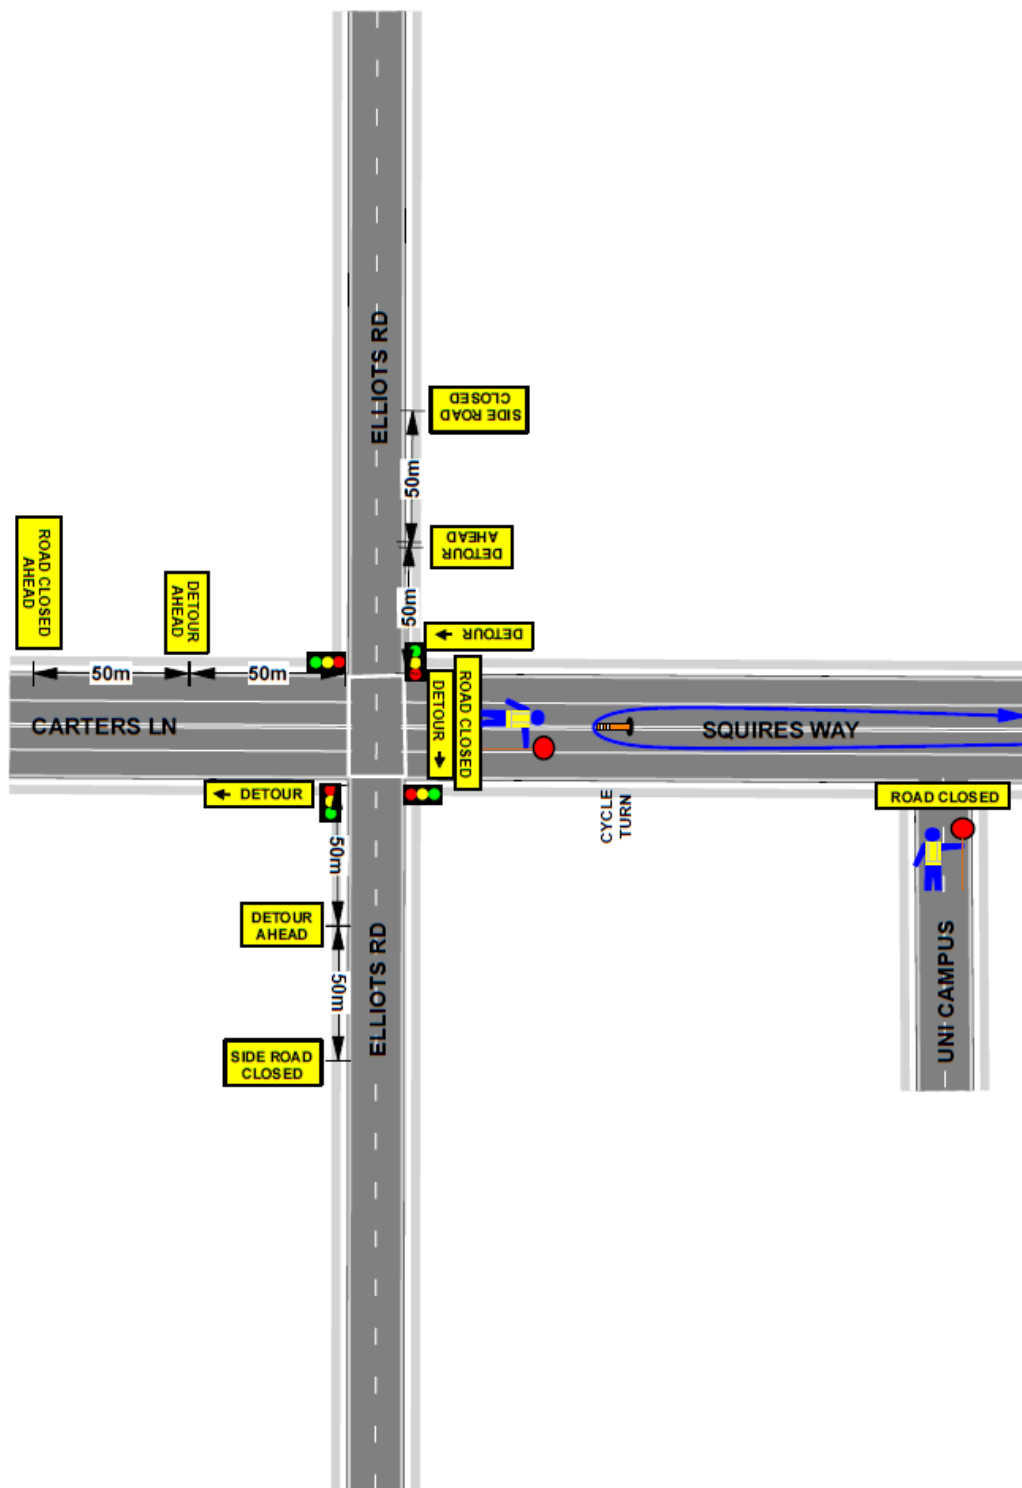 ELLIOTS RD
SIDE ROAD
CLOSED
50m
DETOUR
AHEAD
50m
DETOUR
ROAD CLOSED
AHEAD
DETOUR
AHEAD
50m
50m
ROAD CLOSED
DETOUR
CARTERS LN
SQUIRES WAY
DETOUR
CYCLE
TURN
ROAD CLOSED
50m
DETOUR
AHEAD
50m
ELLIOTS RD
UNI CAMPUS
SIDE ROAD
CLOSED